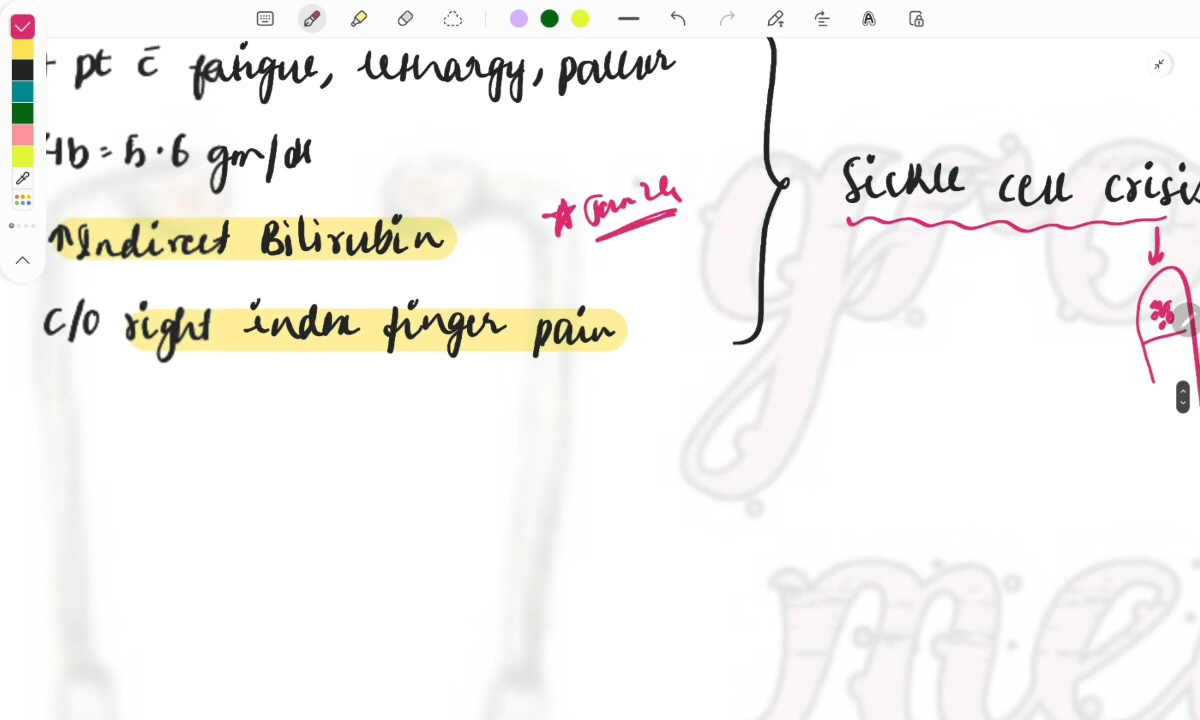 pt c̄ fatigue, lethargy, pallor
Hb = 5.6 gm/dl
↑ Indirect Bilirubin
c/o right index finger pain
Sickle cell crisis